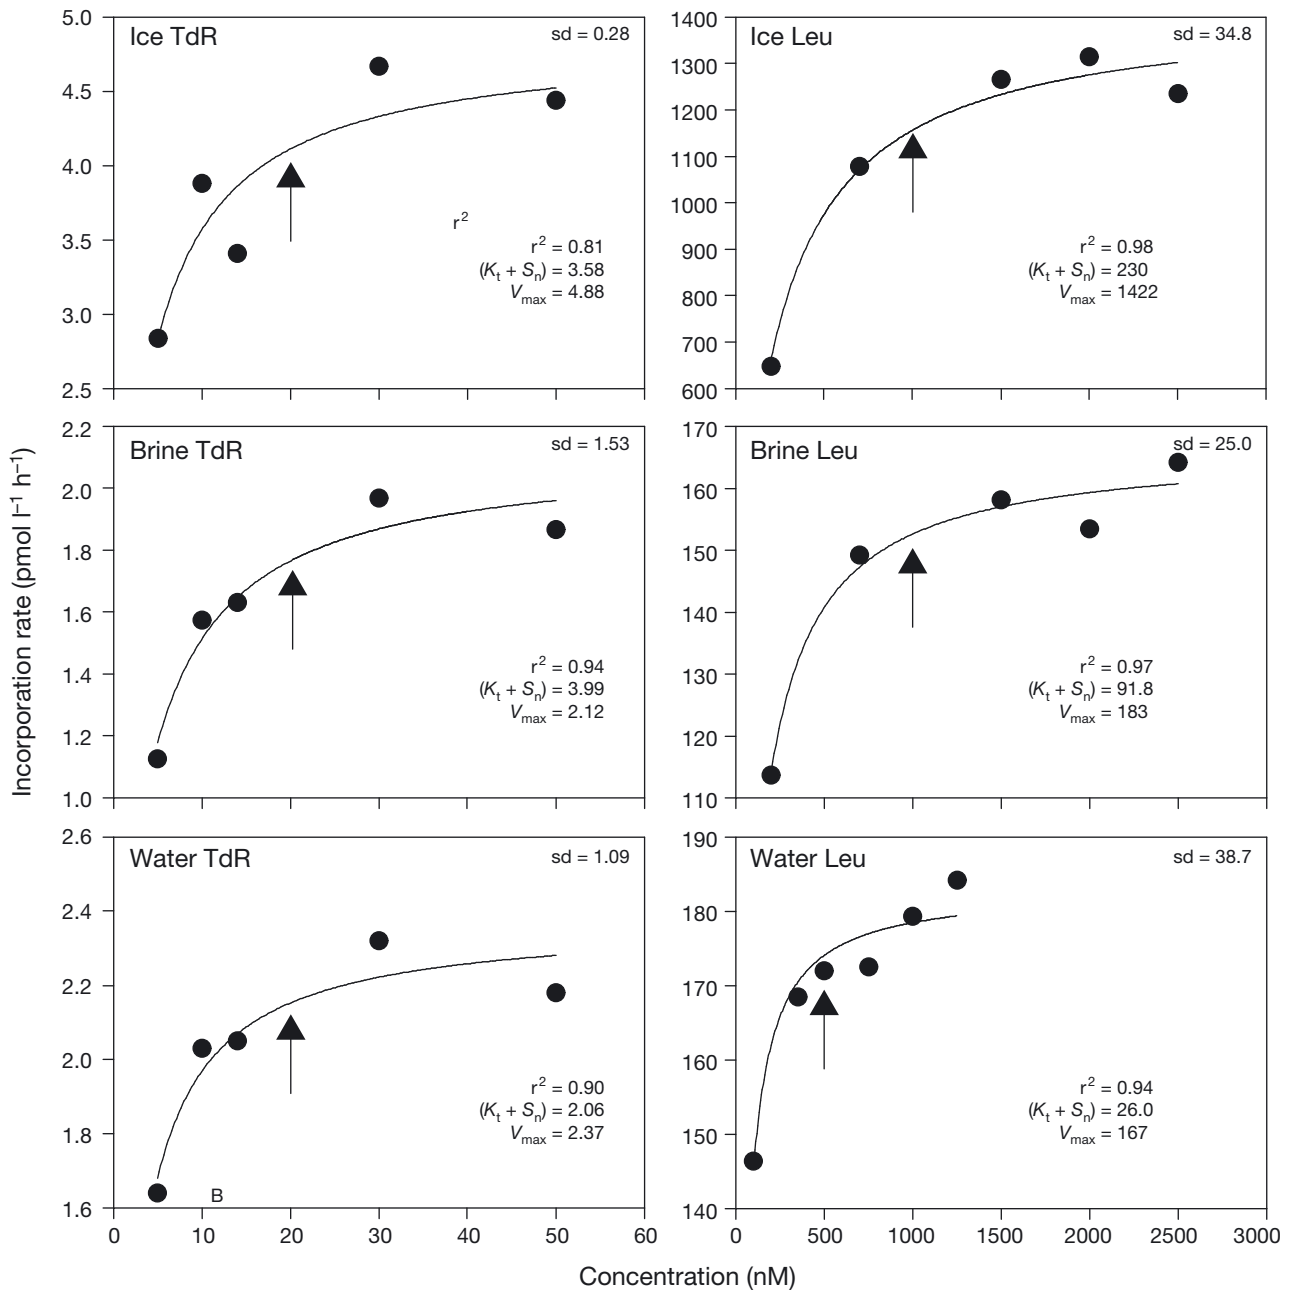 Incorporation rate (pmol l⁻¹ h⁻¹)
5.0
4.5
4.0
3.5
3.0
2.5
Ice TdR
sd = 0.28
r²
r² = 0.81
(Kt + Sn) = 3.58
Vmax = 4.88
1400
1300
1200
1100
1000
900
800
700
600
Ice Leu
sd = 34.8
r² = 0.98
(Kt + Sn) = 230
Vmax = 1422
2.2
2.0
1.8
1.6
1.4
1.2
1.0
Brine TdR
sd = 1.53
r² = 0.94
(Kt + Sn) = 3.99
Vmax = 2.12
170
160
150
140
130
120
110
Brine Leu
sd = 25.0
r² = 0.97
(Kt + Sn) = 91.8
Vmax = 183
2.6
2.4
2.2
2.0
1.8
1.6
Water TdR
sd = 1.09
r² = 0.90
(Kt + Sn) = 2.06
Vmax = 2.37
B
0 10 20 30 40 50 60
190
180
170
160
150
140
Water Leu
sd = 38.7
r² = 0.94
(Kt + Sn) = 26.0
Vmax = 167
0 500 1000 1500 2000 2500 3000
Concentration (nM)